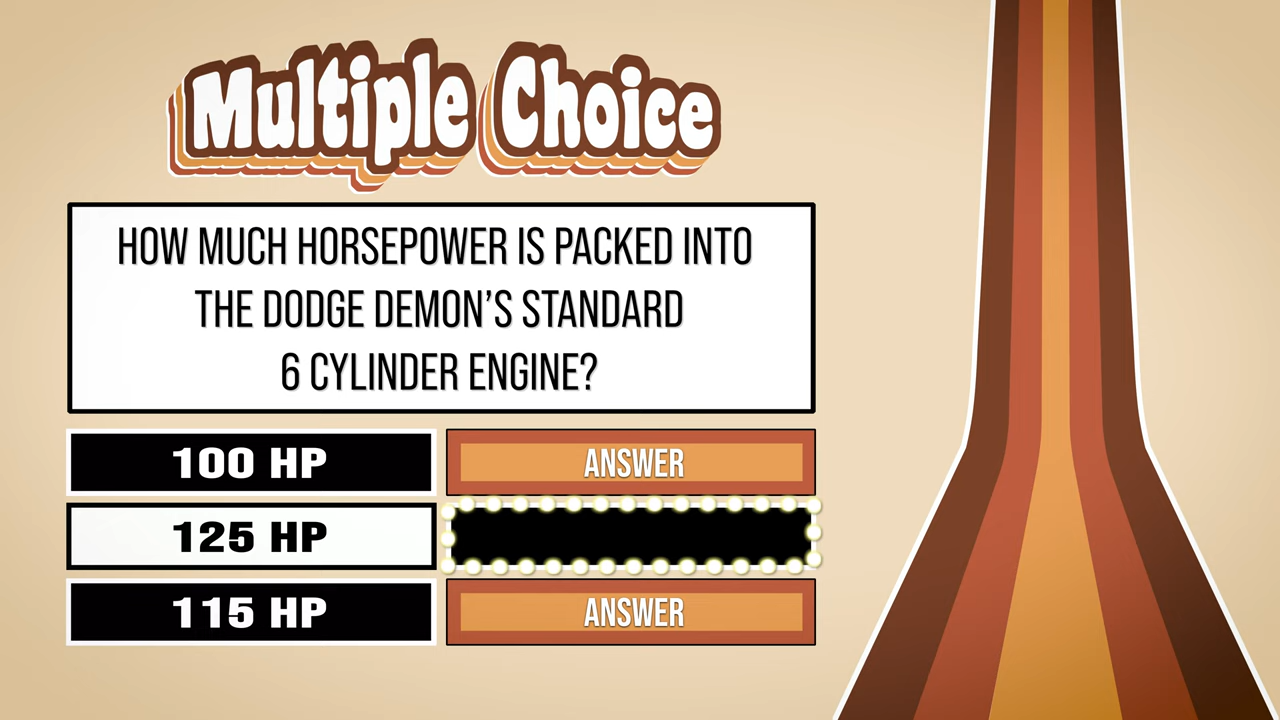 Multiple Choice
HOW MUCH HORSEPOWER IS PACKED INTO
THE DODGE DEMON'S STANDARD
6 CYLINDER ENGINE?
100 HP
ANSWER
125 HP
115 HP
ANSWER